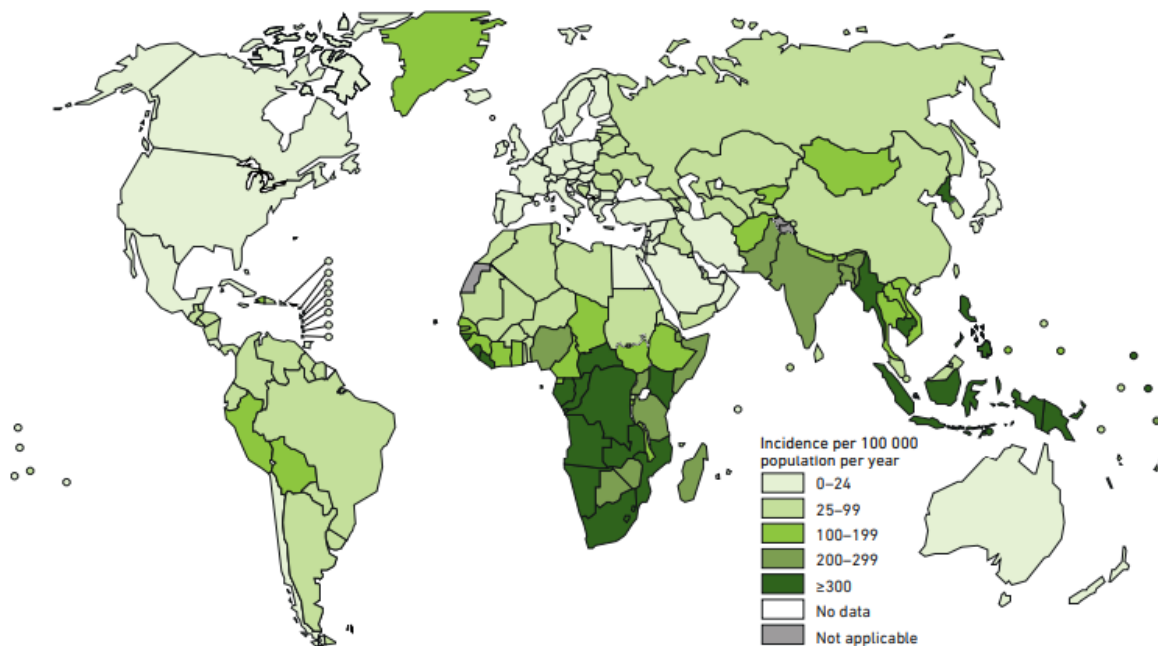 Incidence per 100 000
population per year
0–24
25–99
100–199
200–299
≥300
No data
Not applicable